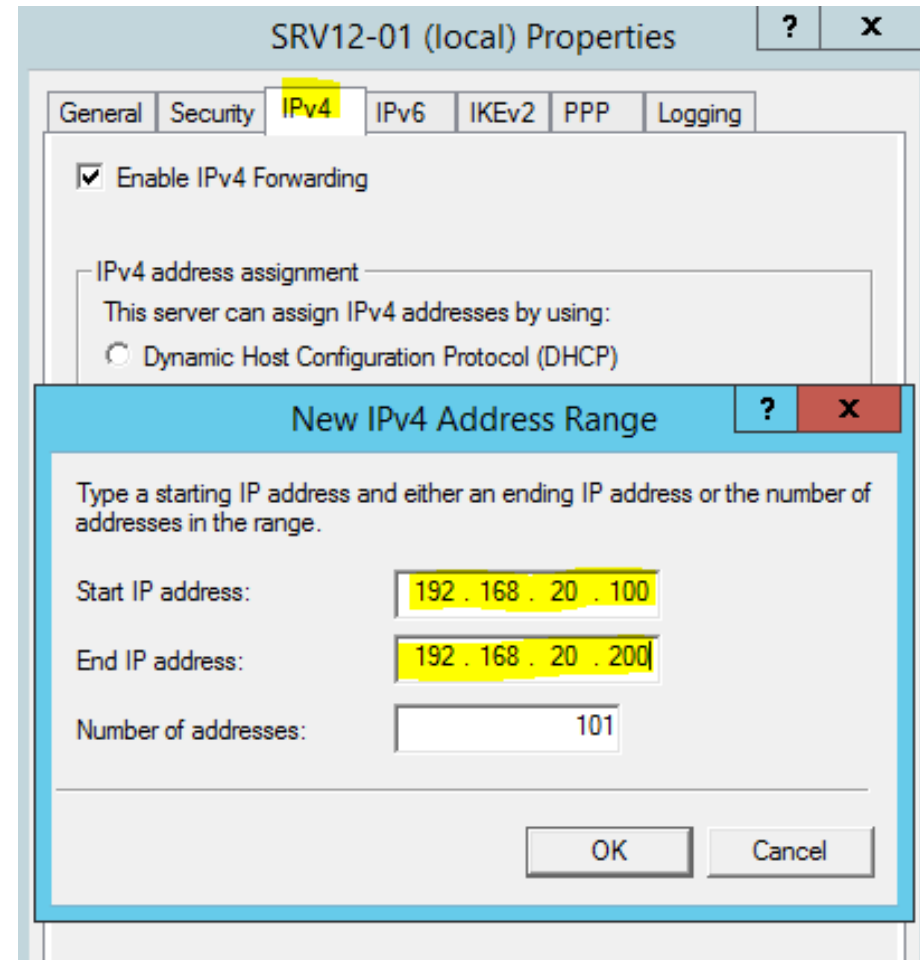 SRV12-01 (local) Properties ? x
General Security IPv4 IPv6 IKEv2 PPP Logging
Enable IPv4 Forwarding
IPv4 address assignment
This server can assign IPv4 addresses by using:
Dynamic Host Configuration Protocol (DHCP)
New IPv4 Address Range ? x
Type a starting IP address and either an ending IP address or the number of
addresses in the range.
Start IP address: 192 . 168 . 20 . 100
End IP address: 192 . 168 . 20 . 200
Number of addresses: 101
OK Cancel